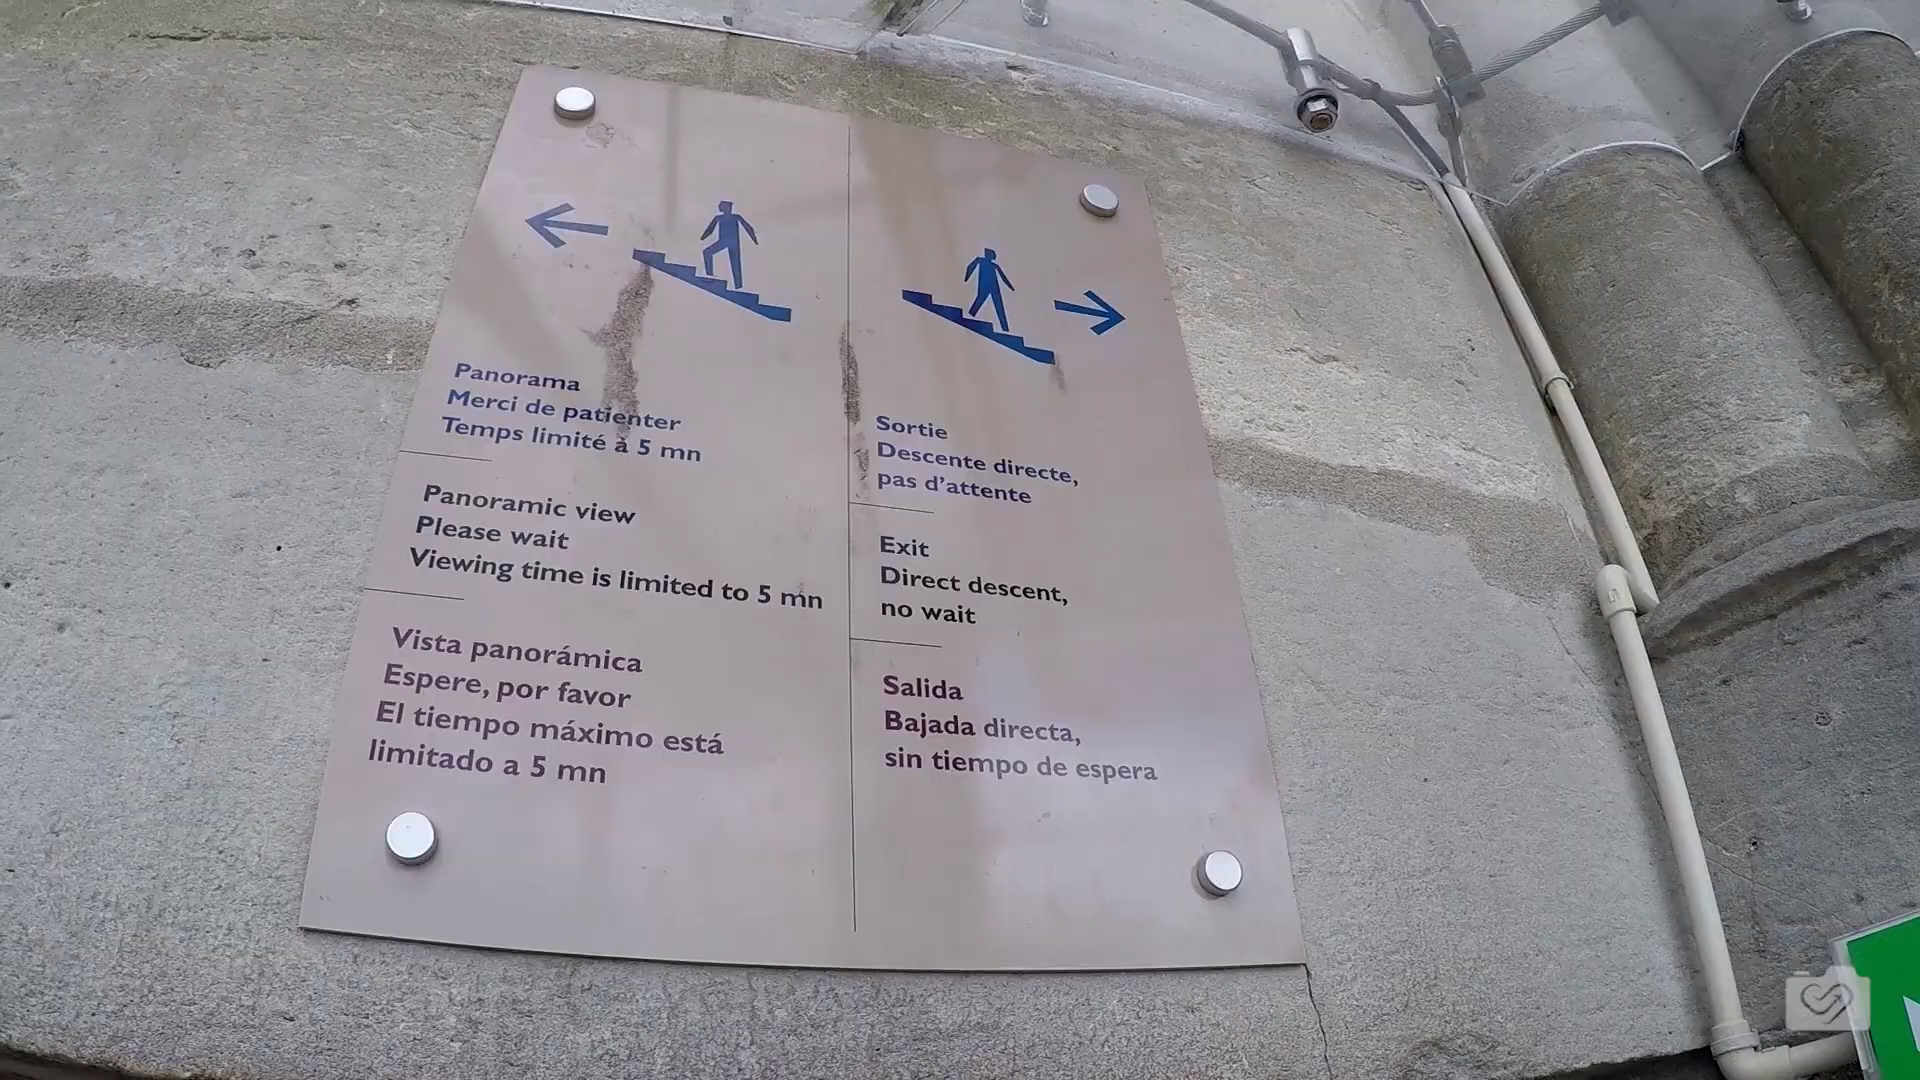 Panorama
Merci de patienter
Temps limité à 5 mn
Panoramic view
Please wait
Viewing time is limited to 5 mn
Vista panorámica
Espere, por favor
El tiempo máximo está
limitado a 5 mn
Sortie
Descente directe,
pas d'attente
Exit
Direct descent,
no wait
Salida
Bajada directa,
sin tiempo de espera